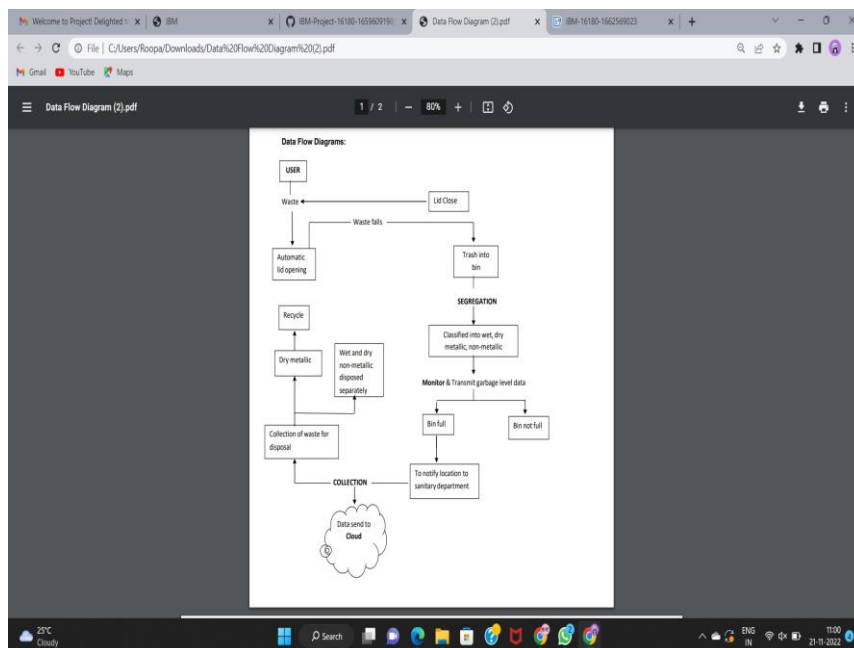 Welcome to Project! Delighted t
IBM
IBM-Project-16180-1659609198
Data Flow Diagram (2).pdf
IBM-16180-1662569023
File | C:/Users/Roopa/Downloads/Data%20Flow%20Diagram%20(2).pdf
Gmail YouTube Maps
Data Flow Diagram (2).pdf
1 / 2
80%
Data Flow Diagrams:
USER
Waste
Lid Close
Waste falls
Automatic
lid opening
Trash into
bin
SEGREGATION
Classified into wet, dry
metallic, non-metallic
Monitor & Transmit garbage level data
Bin full
Bin not full
To notify location to
sanitary department
COLLECTION
Data send to
Cloud
Collection of waste for
disposal
Dry metallic
Recycle
Wet and dry
non-metallic
disposed
separately
25°C
Cloudy
Search
ENG
IN
11:00
21-11-2022